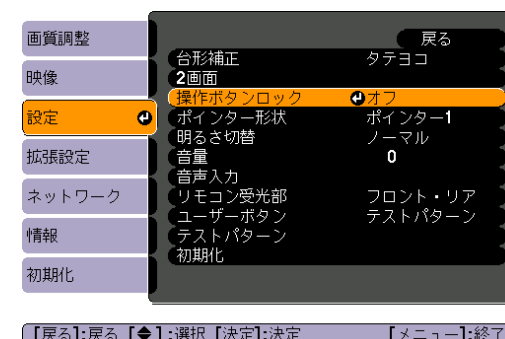 画質調整
映像
設定
拡張設定
ネットワーク
情報
初期化
戻る
台形補正 タテヨコ
2画面
操作ボタンロック オフ
ポインター形状 ポインター1
明るさ切替 ノーマル
音量 0
音声入力
リモコン受光部 フロント・リア
ユーザーボタン テストパターン
テストパターン
初期化
【戻る】:戻る 【◆】:選択 【決定】:決定 【メニュー】:終了